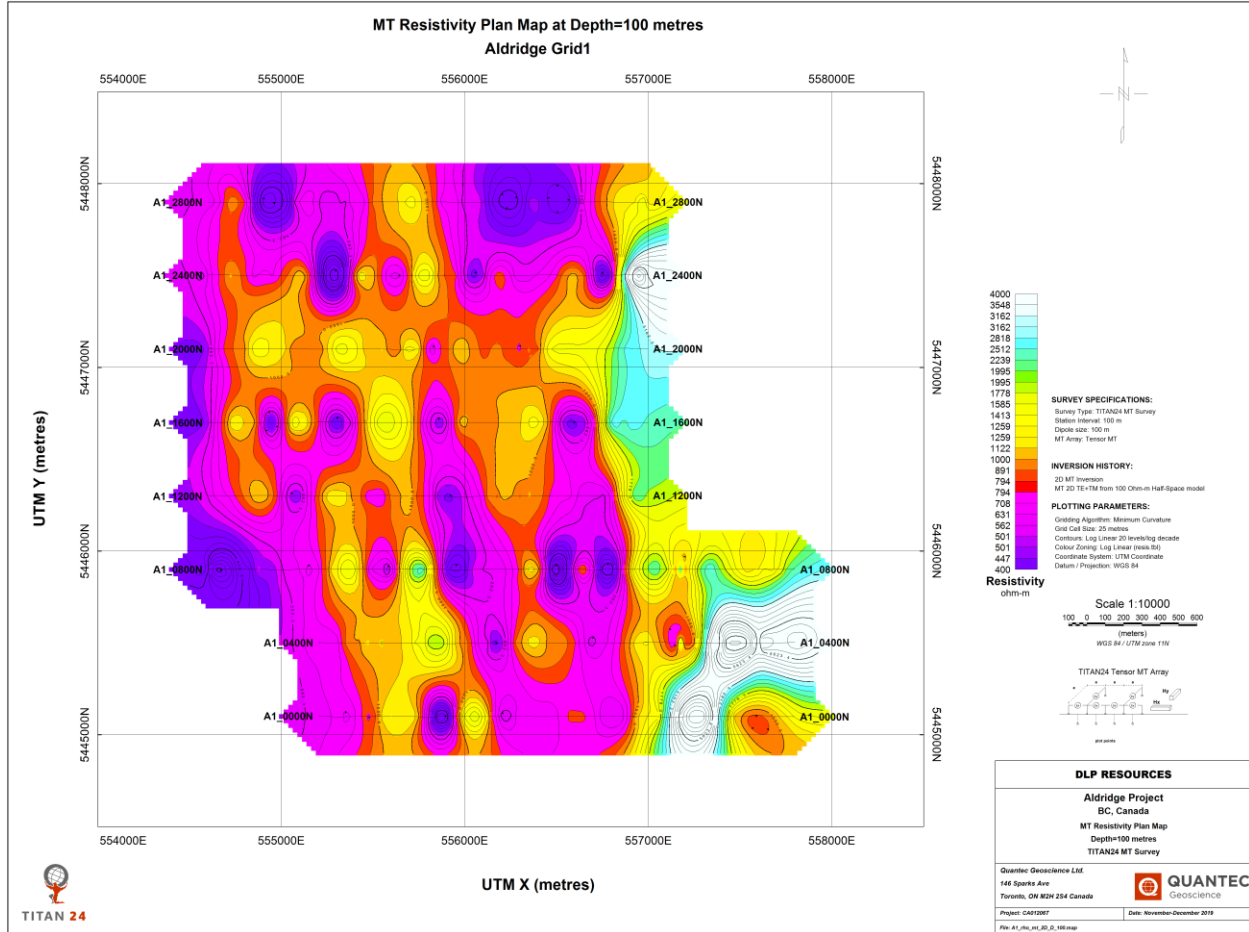 MT Resistivity Plan Map at Depth=100 metres
Aldridge Grid1
554000E 555000E 556000E 557000E 558000E
N
5448000N 5448000N
A1_2800N A1_2800N
A1_2400N A1_2400N
A1_2000N A1_2000N
5447000N 5447000N
A1_1600N A1_1600N
A1_1200N A1_1200N
5446000N 5446000N
A1_0800N A1_0800N
A1_0400N A1_0400N
A1_0000N A1_0000N
5445000N 5445000N
UTM Y (metres)
554000E 555000E 556000E 557000E 558000E
UTM X (metres)
TITAN 24
4000
3548
3162
3162
2818
2512
2239
1995
1995
1778
1585
1413
1259
1259
1122
1000
891
794
794
708
631
562
501
501
447
400
Resistivity
ohm-m
SURVEY SPECIFICATIONS:
Survey Type: TITAN24 MT Survey
Station Interval: 100 m
Dipole size: 100 m
MT Array: Tensor MT
INVERSION HISTORY:
2D MT Inversion
MT 2D TE+TM from 100 Ohm-m Half-Space model
PLOTTING PARAMETERS:
Gridding Algorithm: Minimum Curvature
Grid Cell Size: 25 metres
Contours: Log Linear 20 levels/log decade
Colour Zoning: Log Linear (resis.tbl)
Coordinate System: UTM Coordinate
Datum / Projection: WGS 84
Scale 1:10000
100 0 100 200 300 400 500 600
(meters)
WGS 84 / UTM zone 11N
TITAN24 Tensor MT Array
Hy
Hx
plot points
DLP RESOURCES
Aldridge Project
BC, Canada
MT Resistivity Plan Map
Depth=100 metres
TITAN24 MT Survey
Quantec Geoscience Ltd.
146 Sparks Ave
Toronto, ON M2H 2S4 Canada
QUANTEC
Geoscience
Project: CA01206T
Date: November-December 2019
File: A1_rho_mt_2D_D_100.map